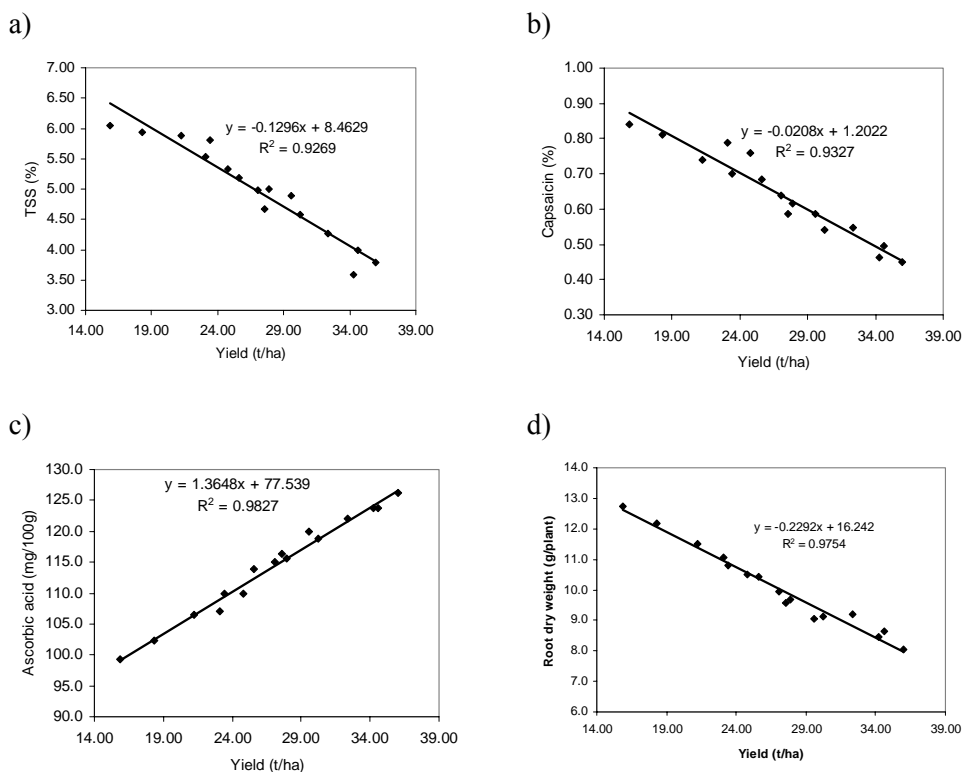 a)
7.00
6.50
6.00
5.50
5.00
4.50
4.00
3.50
3.00
TSS (%)
y = -0.1296x + 8.4629
R² = 0.9269
14.00 19.00 24.00 29.00 34.00 39.00
Yield (t/ha)
b)
1.00
0.90
0.80
0.70
0.60
0.50
0.40
0.30
Capsaicin (%)
y = -0.0208x + 1.2022
R² = 0.9327
14.00 19.00 24.00 29.00 34.00 39.00
Yield (t/ha)
c)
130.0
125.0
120.0
115.0
110.0
105.0
100.0
95.0
90.0
Ascorbic acid (mg/100g)
y = 1.3648x + 77.539
R² = 0.9827
14.00 19.00 24.00 29.00 34.00 39.00
Yield (t/ha)
d)
14.0
13.0
12.0
11.0
10.0
9.0
8.0
7.0
6.0
Root dry weight (g/plant)
y = -0.2292x + 16.242
R² = 0.9754
14.00 19.00 24.00 29.00 34.00 39.00
Yield (t/ha)